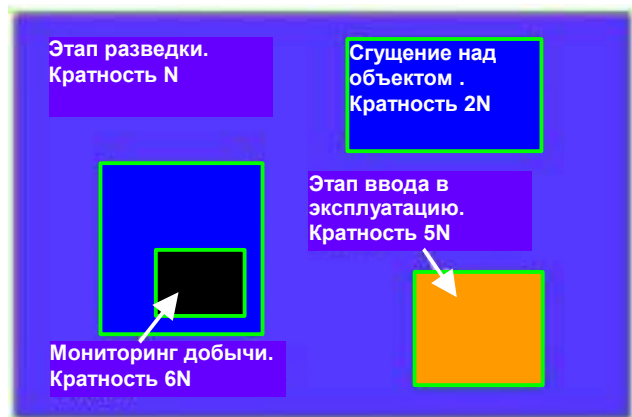 Этап разведки.
Кратность N
Сгущение над
объектом .
Кратность 2N
Этап ввода в
эксплуатацию.
Кратность 5N
Мониторинг добычи.
Кратность 6N